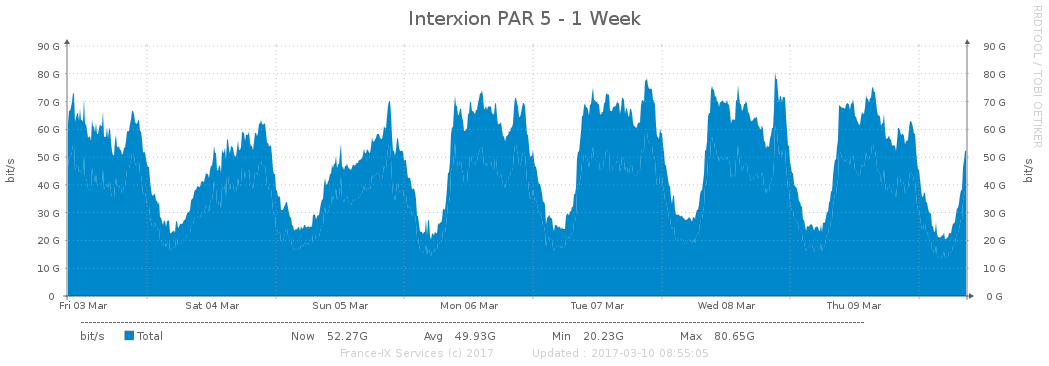 Interxion PAR 5 - 1 Week
RRDTOOL / TOBI OETIKER
90 G 90 G
80 G 80 G
70 G 70 G
60 G 60 G
50 G 50 G
40 G 40 G
30 G 30 G
20 G 20 G
10 G 10 G
0 0 G
bit/s
bit/s
Fri 03 Mar Sat 04 Mar Sun 05 Mar Mon 06 Mar Tue 07 Mar Wed 08 Mar Thu 09 Mar
bit/s Total Now 52.27G Avg 49.93G Min 20.23G Max 80.65G
France-IX Services (c) 2017 Updated : 2017-03-10 08:55:05